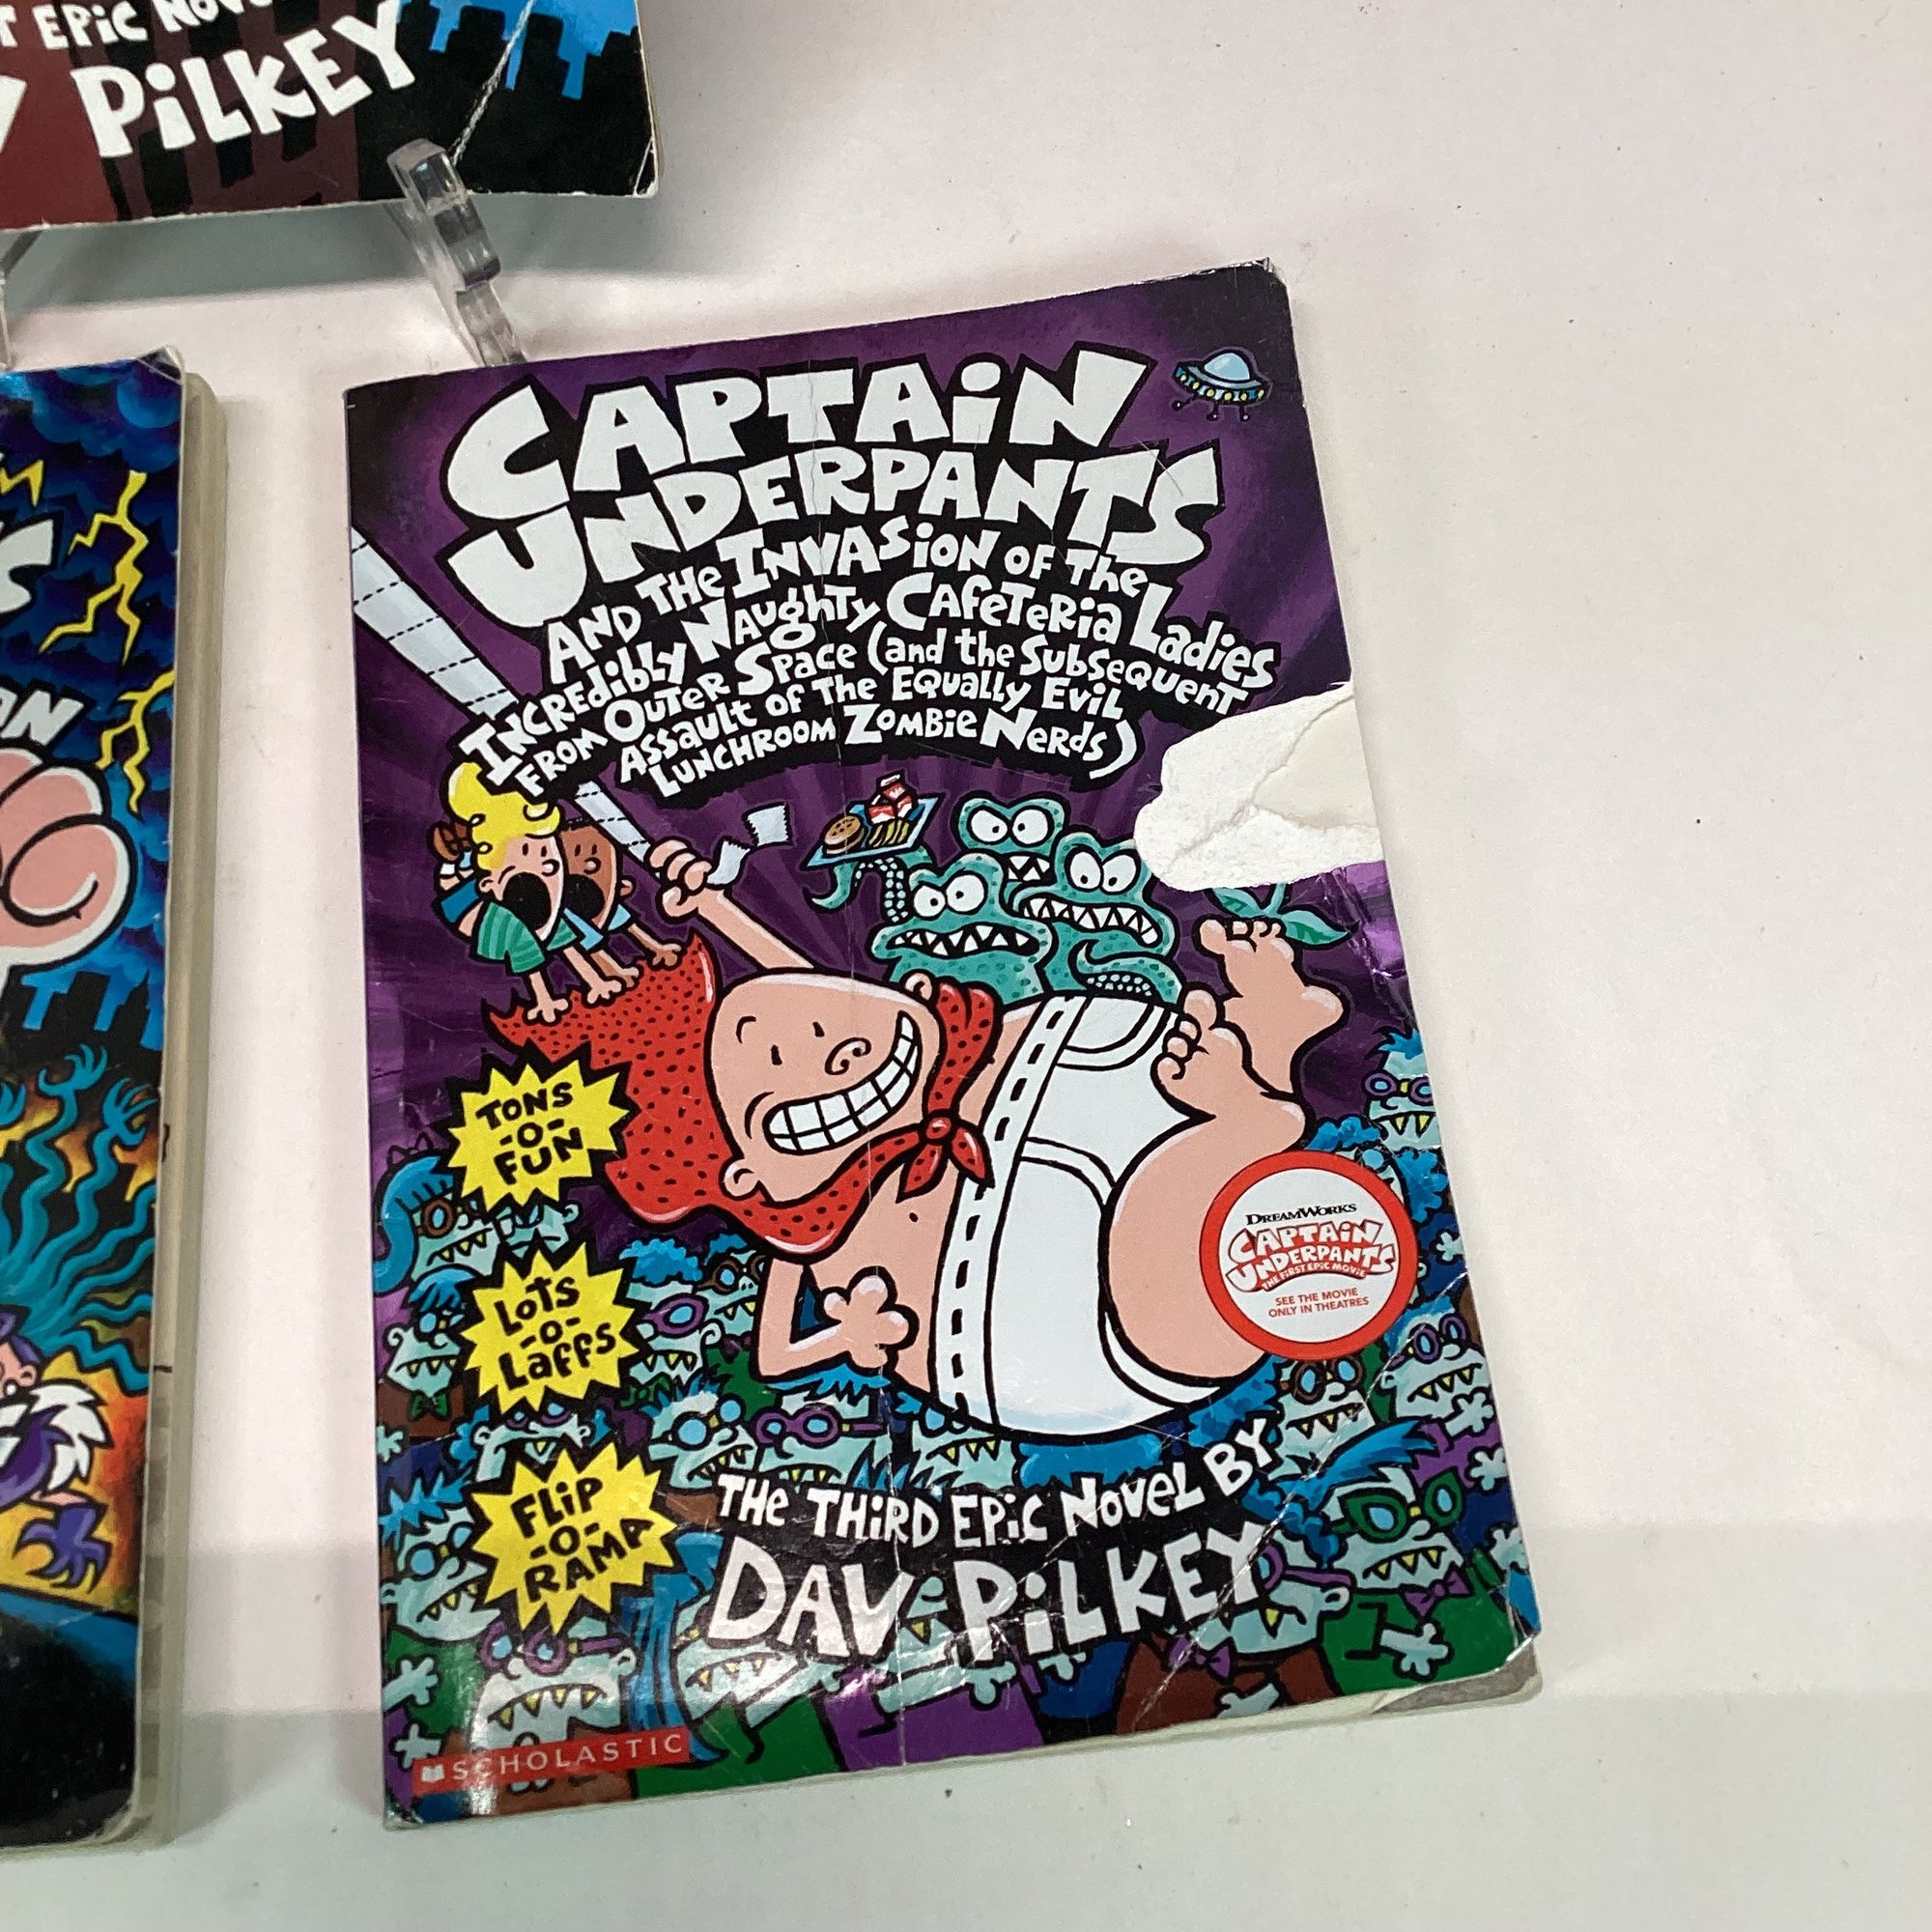 T EPiC NOV
PiLKEY
CAPTAiN
UNDERPANTS
AND THE INVASiON OF THE
INCREDiBLY NAUGHTY CAFETERIA LADIES
FROM OUTER SPACE (and the SUBSEQUENT
ASSAULT OF THE EQUALLY EVIL
LUNCHROOM ZOMBIE NERDS)
TONS
-O-
FUN
LOTS
-O-
LAFFS
FLiP
-O-
RAMA
DREAMWORKS
CAPTAiN
UNDERPANTS
THE FIRST EPIC MOVIE
SEE THE MOVIE
ONLY IN THEATRES
THE THiRD EPiC NOVEL BY
DAV PiLKEY
SCHOLASTIC